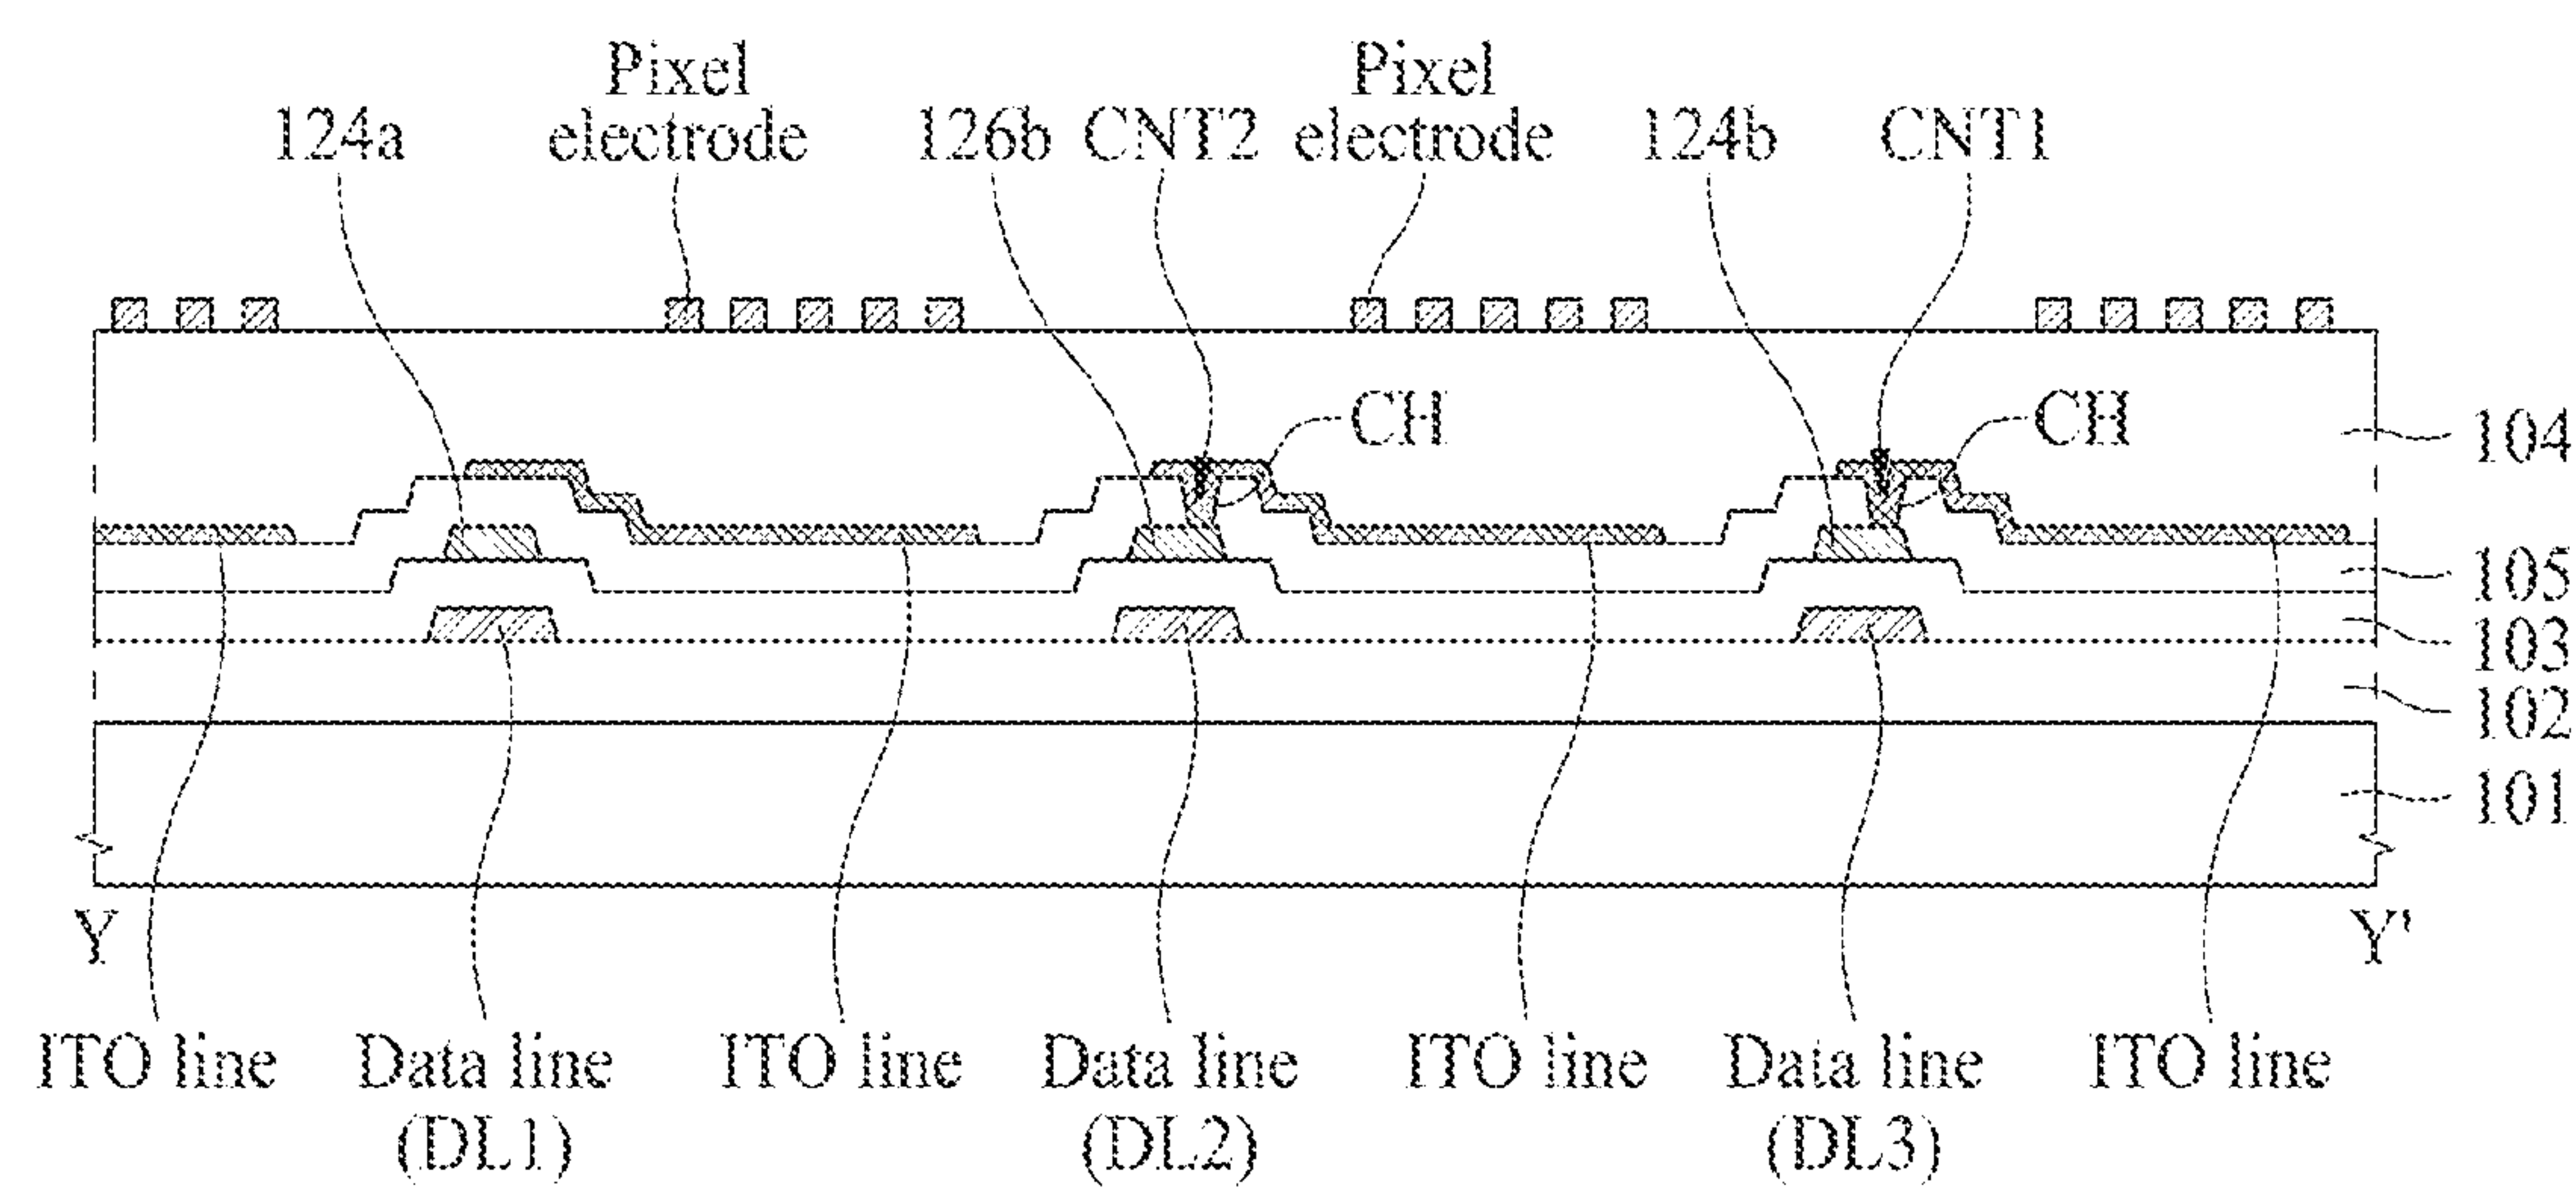 Pixel
electrode
Pixel
electrode
124a
126b
CNT2
124b
CNT1
CH
CH
104
105
103
102
101
Y
Y'
ITO line
Data line
(DL1)
ITO line
Data line
(DL2)
ITO line
Data line
(DL3)
ITO line